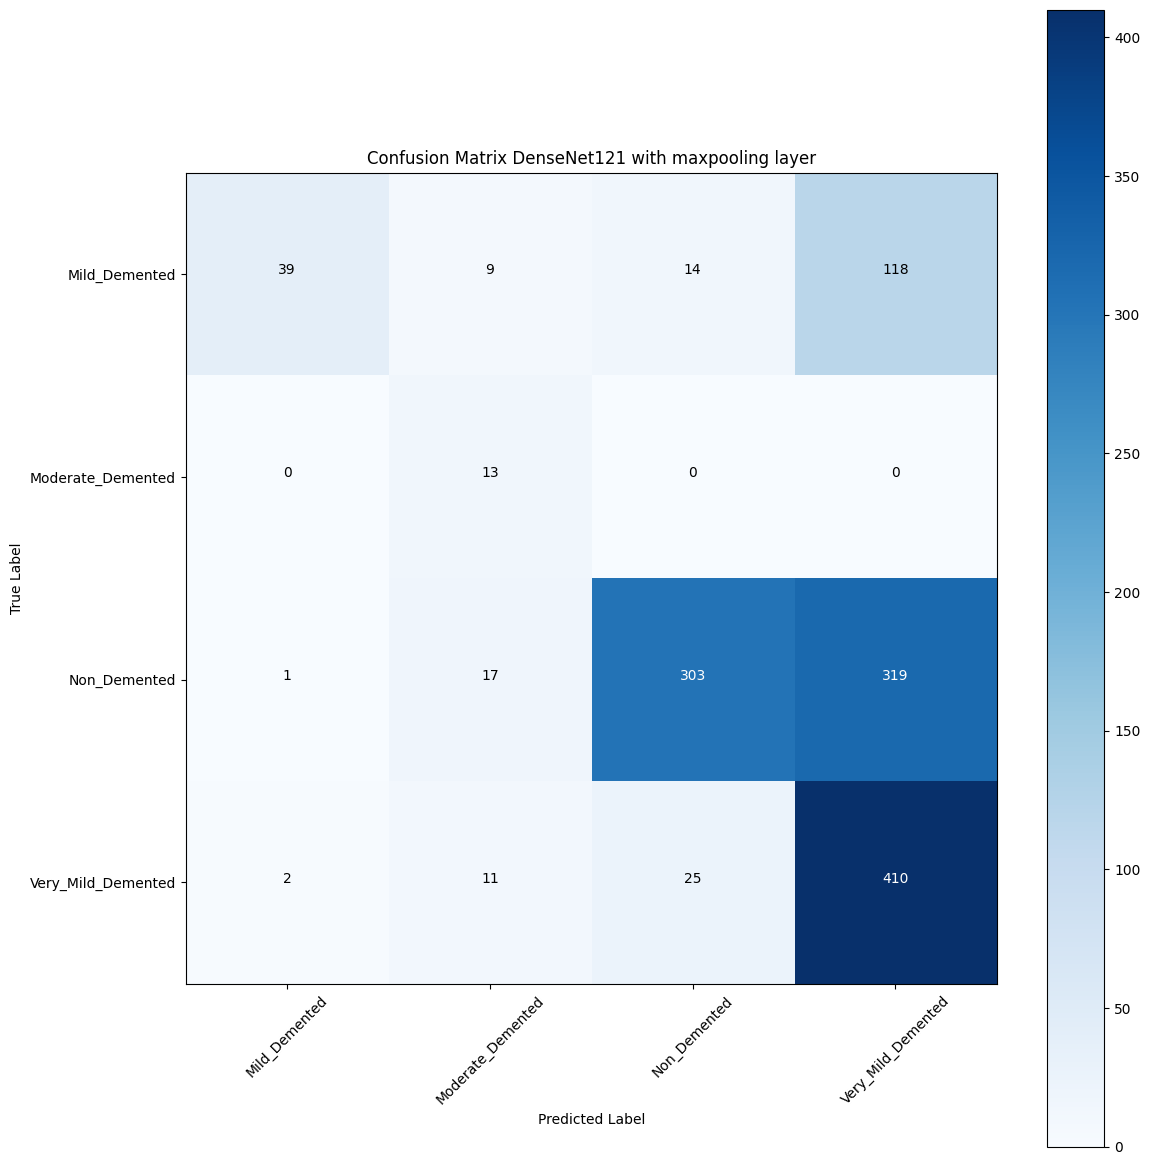 Confusion Matrix DenseNet121 with maxpooling layer
True Label
Mild_Demented 39 9 14 118
Moderate_Demented 0 13 0 0
Non_Demented 1 17 303 319
Very_Mild_Demented 2 11 25 410
Mild_Demented Moderate_Demented Non_Demented Very_Mild_Demented
Predicted Label
400
350
300
250
200
150
100
50
0